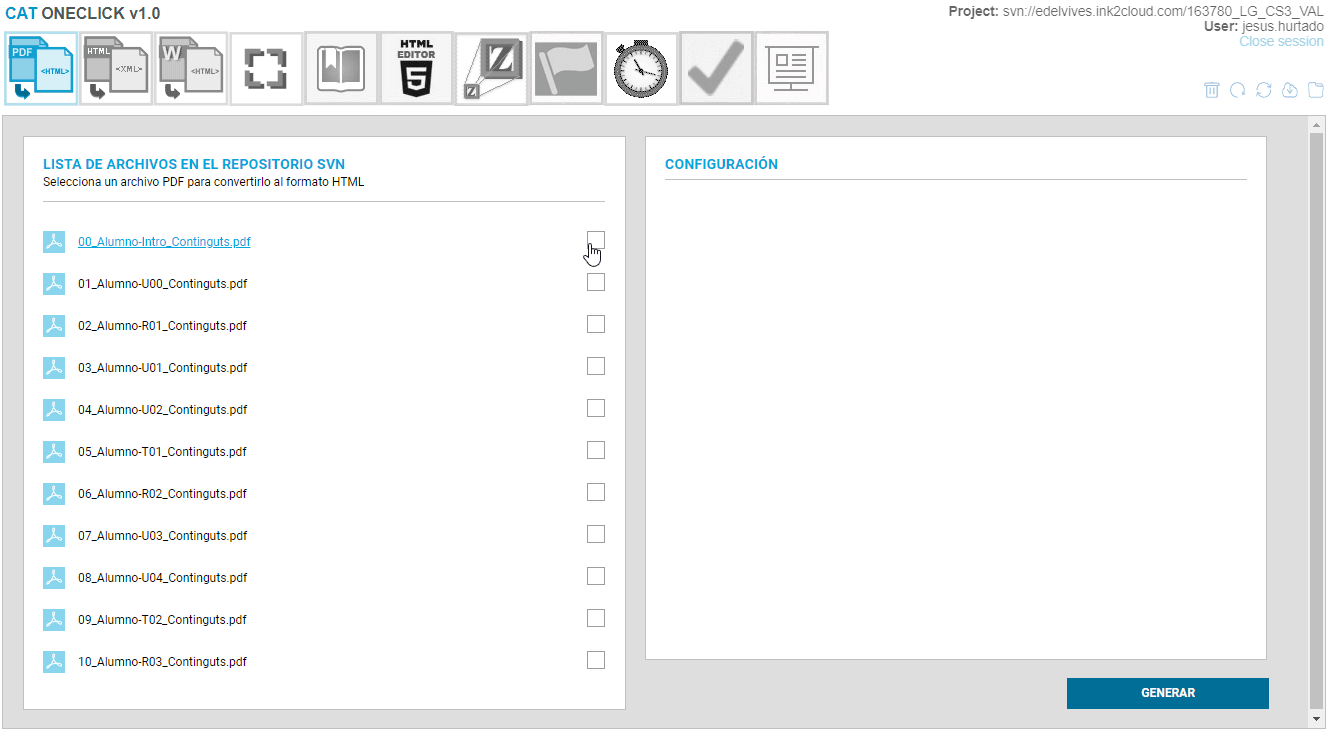 CAT ONECLICK v1.0
Project: svn://edelvives.ink2cloud.com/163780_LG_CS3_VAL
User: jesus.hurtado
Close session
PDF <HTML>
HTML <XML>
W <HTML>
HTML
EDITOR
5
Z
Z
LISTA DE ARCHIVOS EN EL REPOSITORIO SVN
Selecciona un archivo PDF para convertirlo al formato HTML
00_Alumno-Intro_Continguts.pdf
01_Alumno-U00_Continguts.pdf
02_Alumno-R01_Continguts.pdf
03_Alumno-U01_Continguts.pdf
04_Alumno-U02_Continguts.pdf
05_Alumno-T01_Continguts.pdf
06_Alumno-R02_Continguts.pdf
07_Alumno-U03_Continguts.pdf
08_Alumno-U04_Continguts.pdf
09_Alumno-T02_Continguts.pdf
10_Alumno-R03_Continguts.pdf
CONFIGURACIÓN
GENERAR